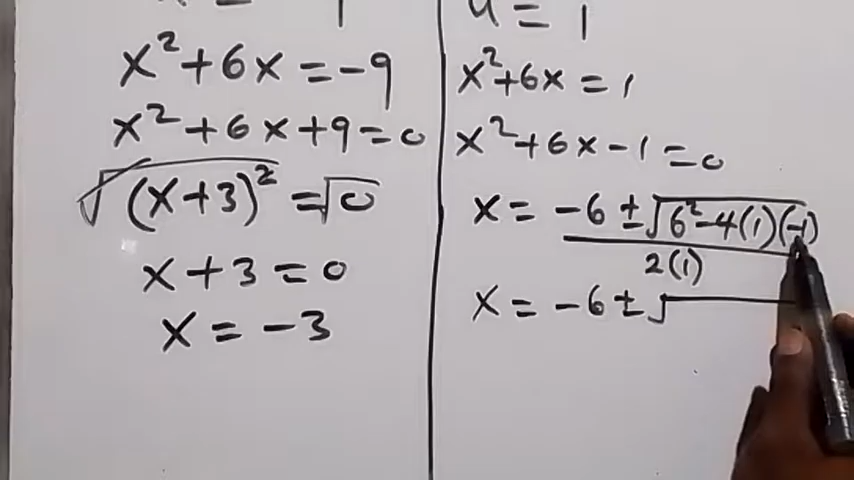 x² + 6x = -9
x² + 6x + 9 = 0
√(x+3)² = √0
x + 3 = 0
x = -3
u = 1
x² + 6x = 1
x² + 6x - 1 = 0
x = -6 ± √6² - 4(1)(-1)
2(1)
x = -6 ± √